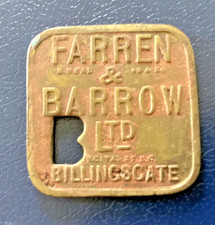 FARREN
&
BARROW
LTD
BILLINGSGATE